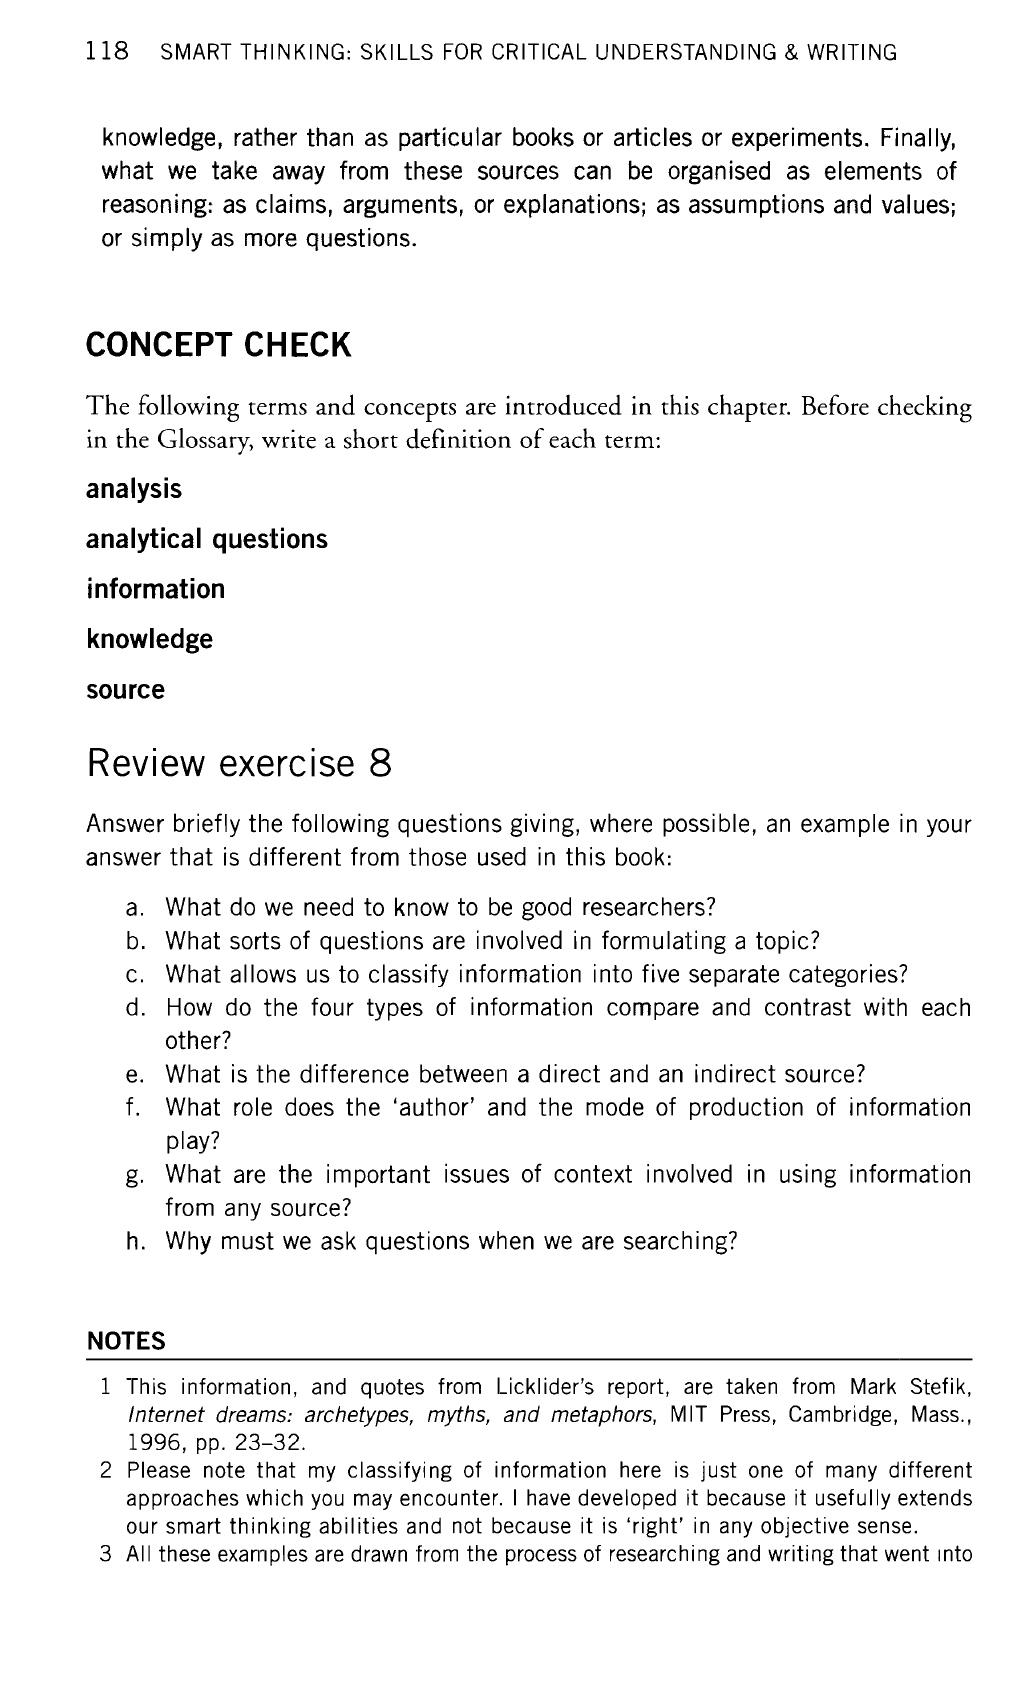 118 SMART THINKING: SKILLS FOR CRITICAL UNDERSTANDING & WRITING
knowledge, rather than as particular books or articles or experiments. Finally,
what we take away from these sources can be organised as elements of
reasoning: as claims, arguments, or explanations; as assumptions and values;
or simply as more questions.
CONCEPT CHECK
The following terms and concepts are introduced in this chapter. Before checking
in the Glossary, write a short definition of each term:
analysis
analytical questions
information
knowledge
source
Review exercise 8
Answer briefly the following questions giving, where possible, an example in your
answer that is different from those used in this book:
a. What do we need to know to be good researchers?
b. What sorts of questions are involved in formulating a topic?
c. What allows us to classify information into five separate categories?
d. How do the four types of information compare and contrast with each
other?
e. What is the difference between a direct and an indirect source?
f. What role does the ‘author’ and the mode of production of information
play?
g. What are the important issues of context involved in using information
from any source?
h. Why must we ask questions when we are searching?
NOTES
1 This information, and quotes from Licklider’s report, are taken from Mark Stefik,
Internet dreams: archetypes, myths, and metaphors, MIT Press, Cambridge, Mass.,
1996, pp. 23–32.
2 Please note that my classifying of information here is just one of many different
approaches which you may encounter. I have developed it because it usefully extends
our smart thinking abilities and not because it is ‘right’ in any objective sense.
3 All these examples are drawn from the process of researching and writing that went into